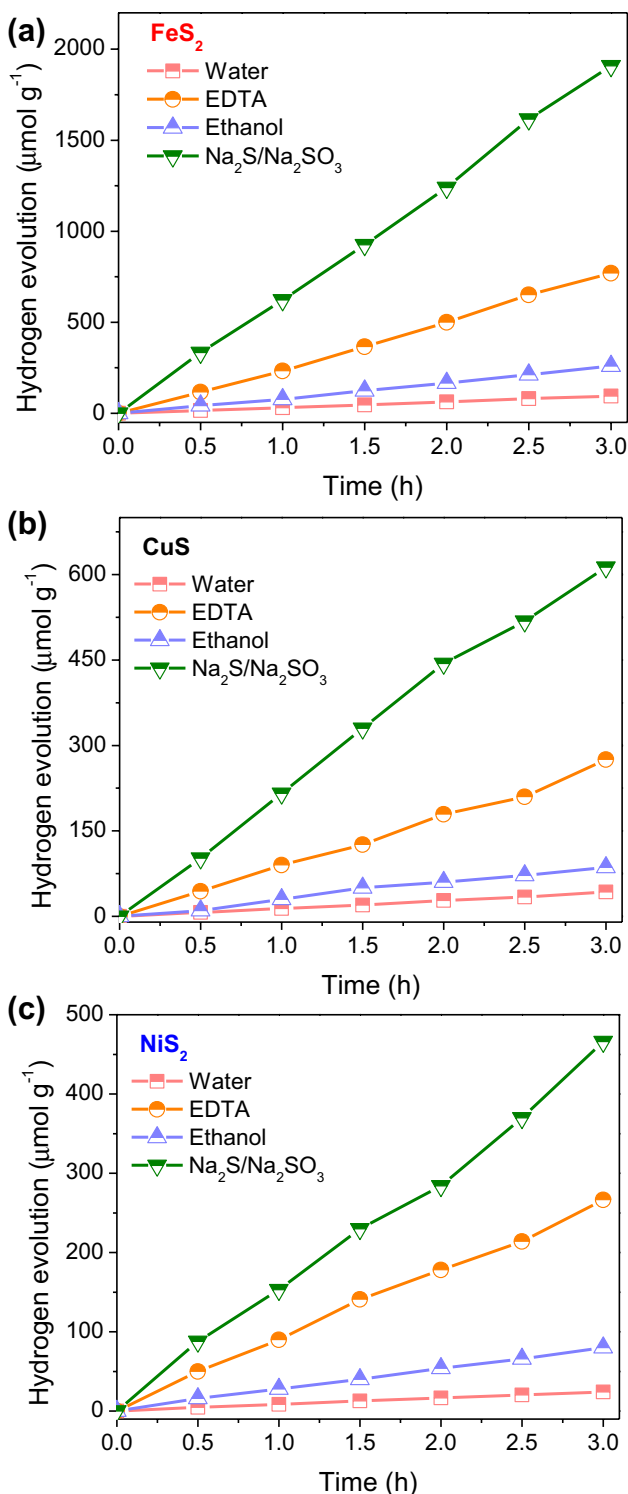 (a)
FeS₂
Water
EDTA
Ethanol
Na₂S/Na₂SO₃
Hydrogen evolution (μmol g⁻¹)
2000
1500
1000
500
0
0.0 0.5 1.0 1.5 2.0 2.5 3.0
Time (h)
(b)
CuS
Water
EDTA
Ethanol
Na₂S/Na₂SO₃
Hydrogen evolution (μmol g⁻¹)
600
450
300
150
0
0.0 0.5 1.0 1.5 2.0 2.5 3.0
Time (h)
(c)
NiS₂
Water
EDTA
Ethanol
Na₂S/Na₂SO₃
Hydrogen evolution (μmol g⁻¹)
500
400
300
200
100
0
0.0 0.5 1.0 1.5 2.0 2.5 3.0
Time (h)